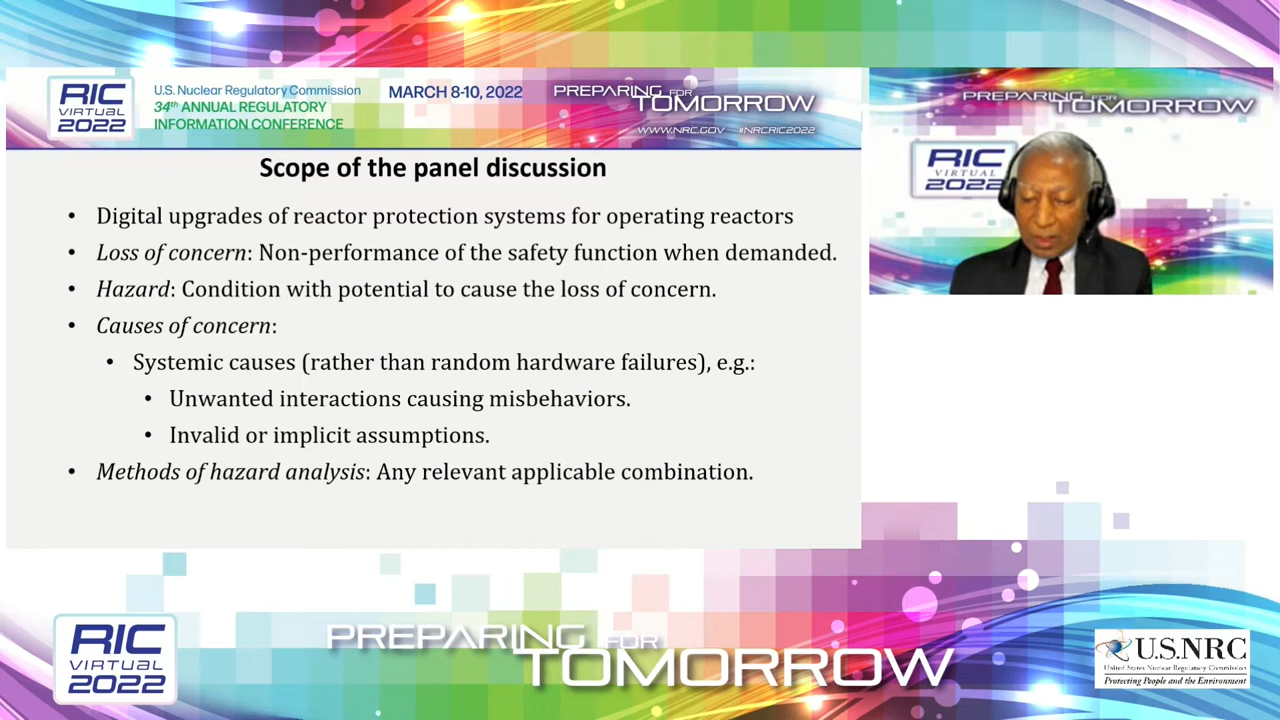 RIC
VIRTUAL
2022
U.S. Nuclear Regulatory Commission
34th ANNUAL REGULATORY
INFORMATION CONFERENCE
MARCH 8-10, 2022
PREPARING FOR
TOMORROW
WWW.NRC.GOV #NRCRIC2022
Scope of the panel discussion
• Digital upgrades of reactor protection systems for operating reactors
• Loss of concern: Non-performance of the safety function when demanded.
• Hazard: Condition with potential to cause the loss of concern.
• Causes of concern:
• Systemic causes (rather than random hardware failures), e.g.:
• Unwanted interactions causing misbehaviors.
• Invalid or implicit assumptions.
• Methods of hazard analysis: Any relevant applicable combination.
PREPARING FOR
TOMORROW
RIC
VIRTUAL
2022
RIC
VIRTUAL
2022
PREPARING FOR
TOMORROW
U.S.NRC
United States Nuclear Regulatory Commission
Protecting People and the Environment